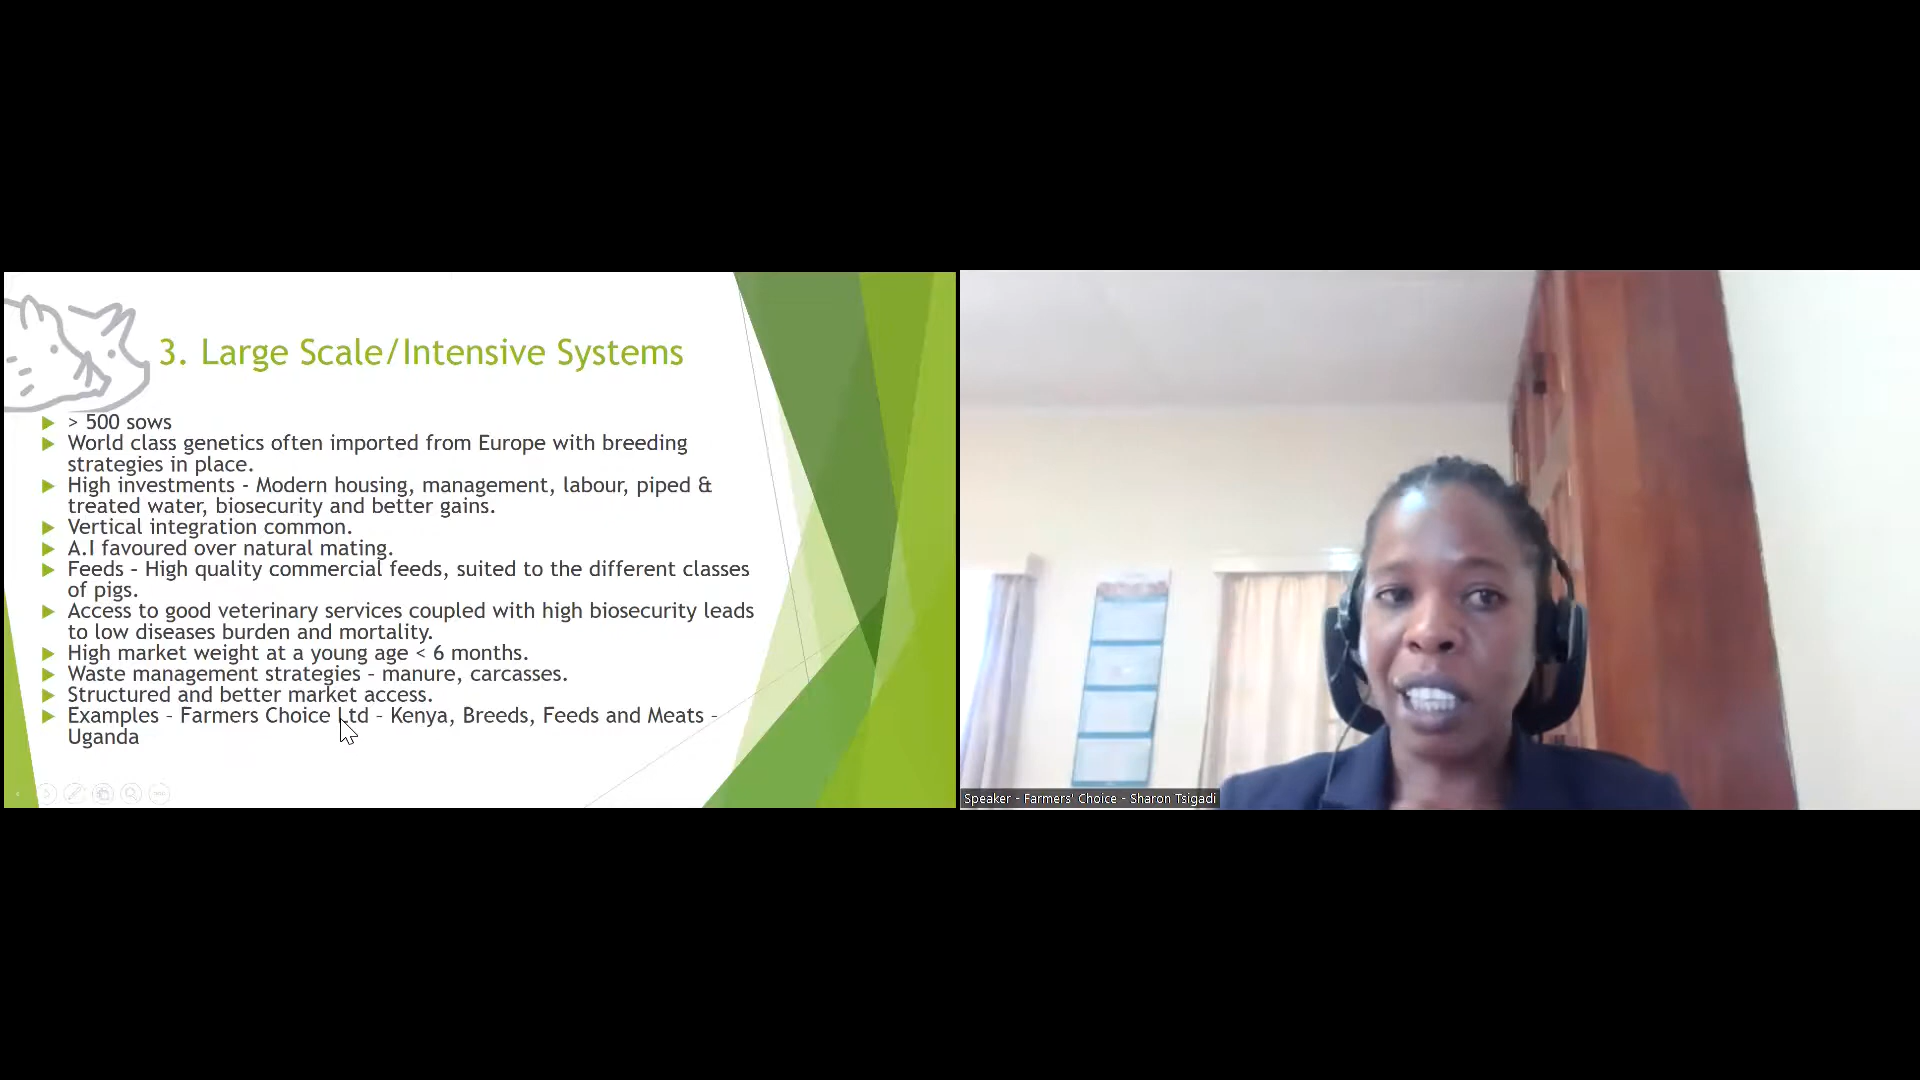 3. Large Scale/Intensive Systems
> 500 sows
World class genetics often imported from Europe with breeding
strategies in place.
High investments - Modern housing, management, labour, piped &
treated water, biosecurity and better gains.
Vertical integration common.
A.I favoured over natural mating.
Feeds – High quality commercial feeds, suited to the different classes
of pigs.
Access to good veterinary services coupled with high biosecurity leads
to low diseases burden and mortality.
High market weight at a young age < 6 months.
Waste management strategies – manure, carcasses.
Structured and better market access.
Examples – Farmers Choice Ltd – Kenya, Breeds, Feeds and Meats –
Uganda
Speaker - Farmers' Choice - Sharon Tsigadi